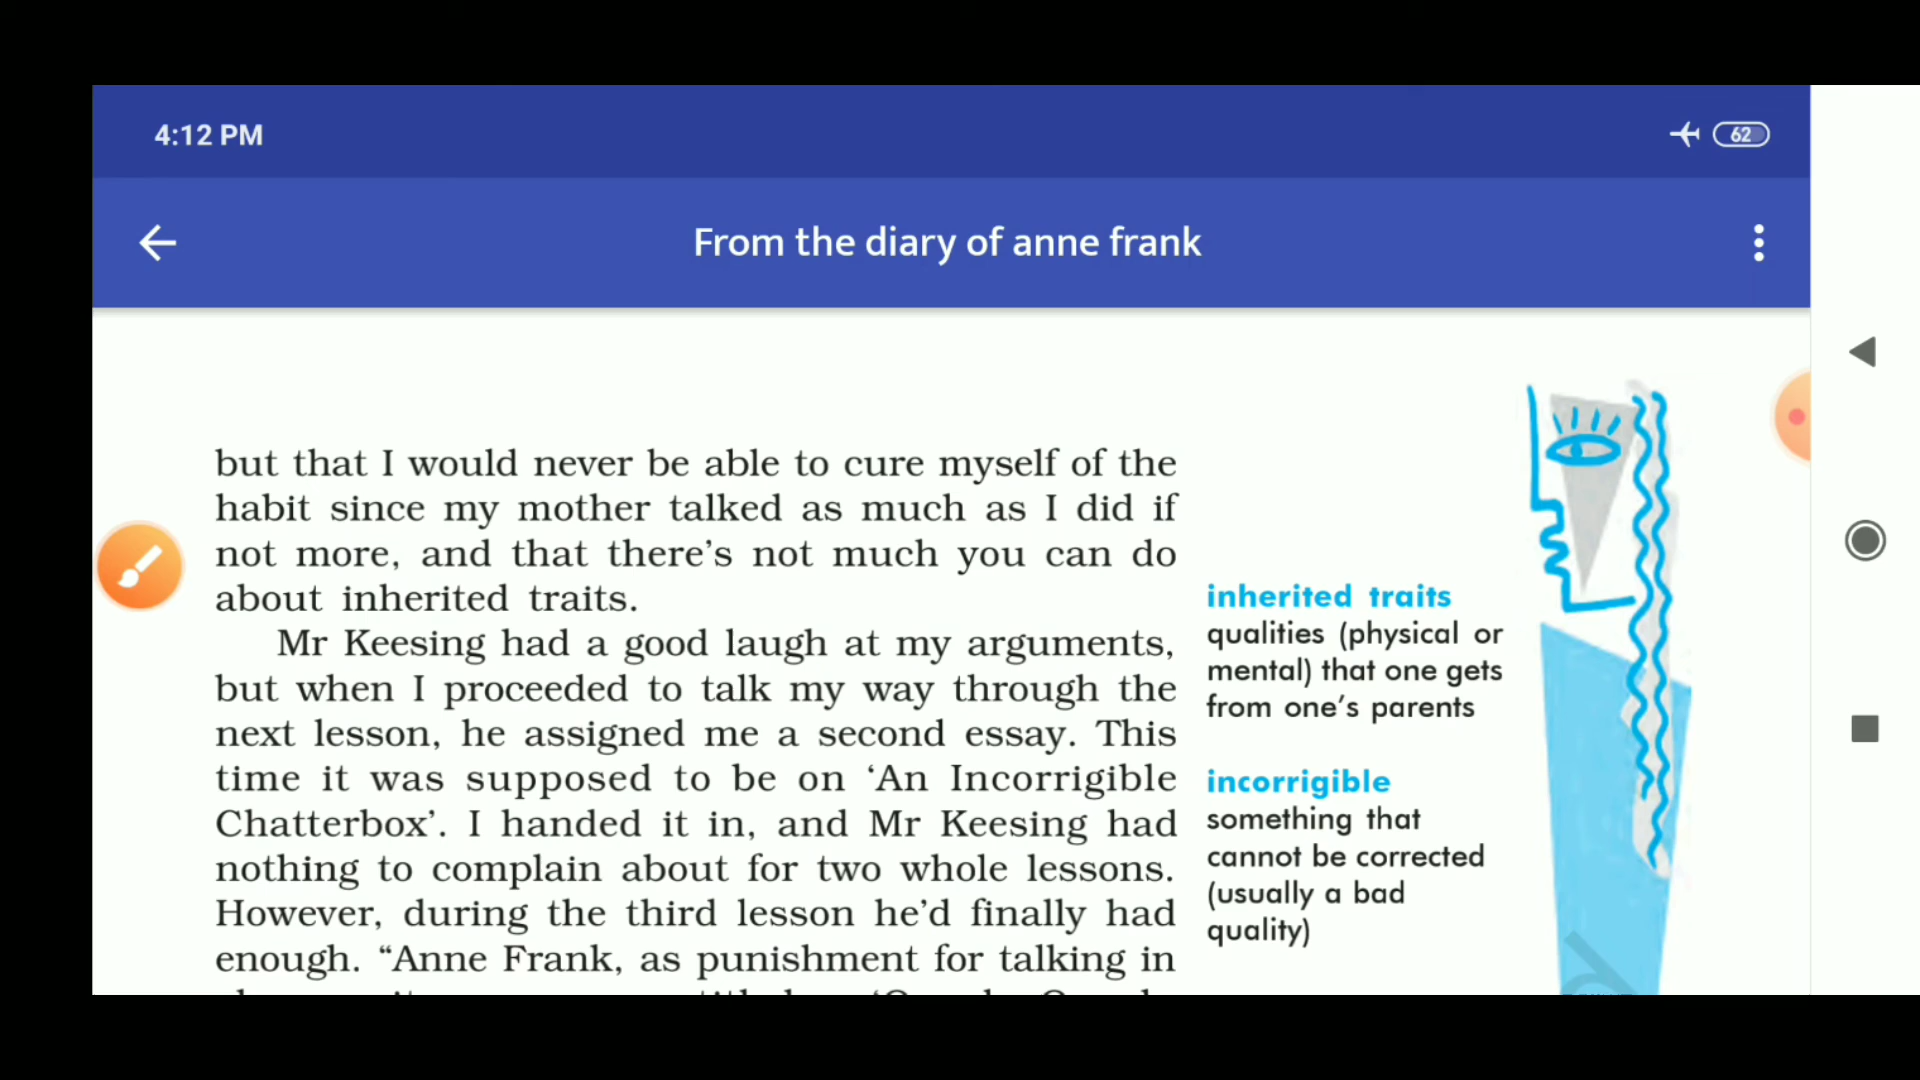 4:12 PM
62
From the diary of anne frank
but that I would never be able to cure myself of the
habit since my mother talked as much as I did if
not more, and that there's not much you can do
about inherited traits.
Mr Keesing had a good laugh at my arguments,
but when I proceeded to talk my way through the
next lesson, he assigned me a second essay. This
time it was supposed to be on ‘An Incorrigible
Chatterbox’. I handed it in, and Mr Keesing had
nothing to complain about for two whole lessons.
However, during the third lesson he'd finally had
enough. “Anne Frank, as punishment for talking in
inherited traits
qualities (physical or
mental) that one gets
from one's parents
incorrigible
something that
cannot be corrected
(usually a bad
quality)